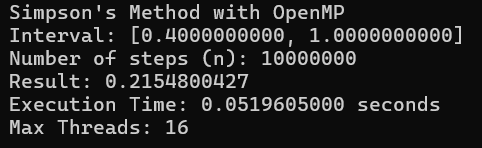 Simpson's Method with OpenMP
Interval: [0.4000000000, 1.0000000000]
Number of steps (n): 10000000
Result: 0.2154800427
Execution Time: 0.0519605000 seconds
Max Threads: 16